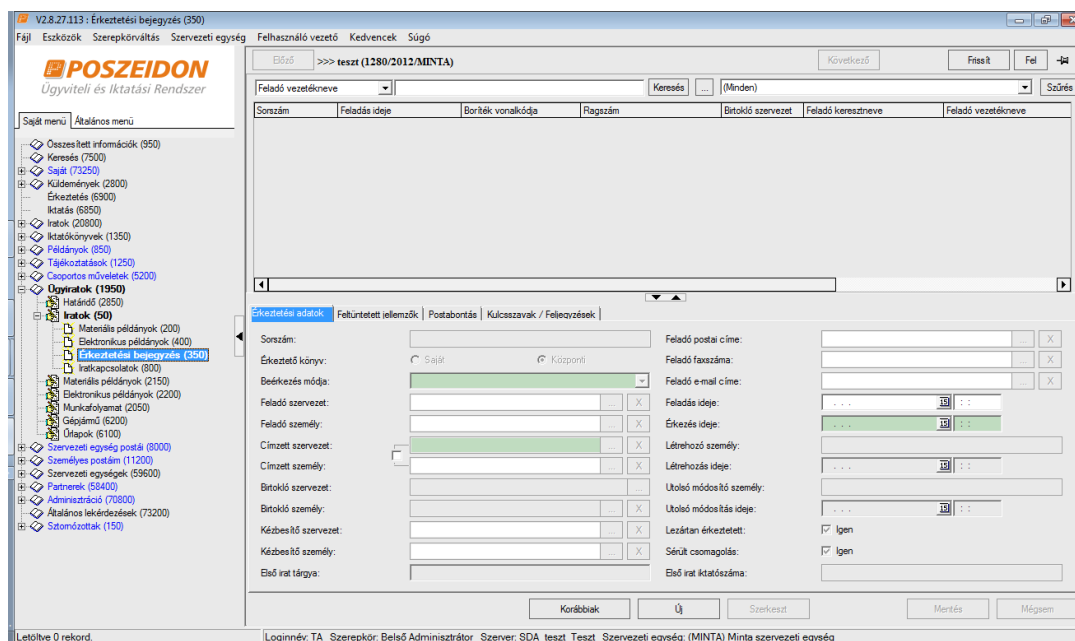 V2.8.27.113 : Érkeztetési bejegyzés (350)
Fájl Eszközök Szerepkörváltás Szervezeti egység Felhasználó vezető Kedvencek Súgó
POSZEIDON
Ügyviteli és Iktatási Rendszer
Saját menü Általános menü
Összesített információk (950)
Keresés (7500)
Saját (73250)
Küldemények (2800)
Érkeztetés (6900)
Iktatás (6850)
Iratok (20800)
Iktatókönyvek (1350)
Példányok (850)
Tájékoztatások (1250)
Csoportos műveletek (5200)
Ügyiratok (1950)
Határidő (2850)
Iratok (50)
Materiális példányok (200)
Elektronikus példányok (400)
Érkeztetési bejegyzés (350)
Iratkapcsolatok (800)
Materiális példányok (2150)
Elektronikus példányok (2200)
Munkafolyamat (2050)
Gépjármű (6200)
Űrlapok (6100)
Szervezeti egység postái (8000)
Személyes postáim (11200)
Szervezeti egységek (59600)
Partnerek (58400)
Adminisztráció (70800)
Általános lekérdezések (73200)
Sztornózottak (150)
Előző >>> teszt (1280/2012/MINTA) Következő Frissít Fel
Feladó vezetékneve Keresés ... (Minden) Szűrés
Sorszám Feladás ideje Boríték vonalkódja Ragszám Birtokló szervezet Feladó keresztneve Feladó vezetékneve
Érkeztetési adatok Feltüntetett jellemzők Postabontás Kulcsszavak / Feljegyzések
Sorszám: Feladó postai címe: ... X
Érkeztető könyv: Saját Központi Feladó faxszáma: ... X
Beérkezés módja: Feladó e-mail címe: ... X
Feladó szervezet: ... X Feladás ideje: . . . 15 : :
Feladó személy: ... X Érkezés ideje: . . . 15 : :
Címzett szervezet: ... X Létrehozó személy:
Címzett személy: ... X Létrehozás ideje: . . . 15 : :
Birtokló szervezet: ... Utolsó módosító személy:
Birtokló személy: ... X Utolsó módosítás ideje: . . . 15 : :
Kézbesítő szervezet: ... X Lezártan érkeztetett: Igen
Kézbesítő személy: ... X Sérült csomagolás: Igen
Első irat tárgya: Első irat iktatószáma:
Korábbiak Új Szerkeszt Mentés Mégsem
Letöltve 0 rekord. Loginnév: TA Szerepkör: Belső Adminisztrátor Szerver: SDA_teszt_Teszt Szervezeti egység: (MINTA) Minta szervezeti egység